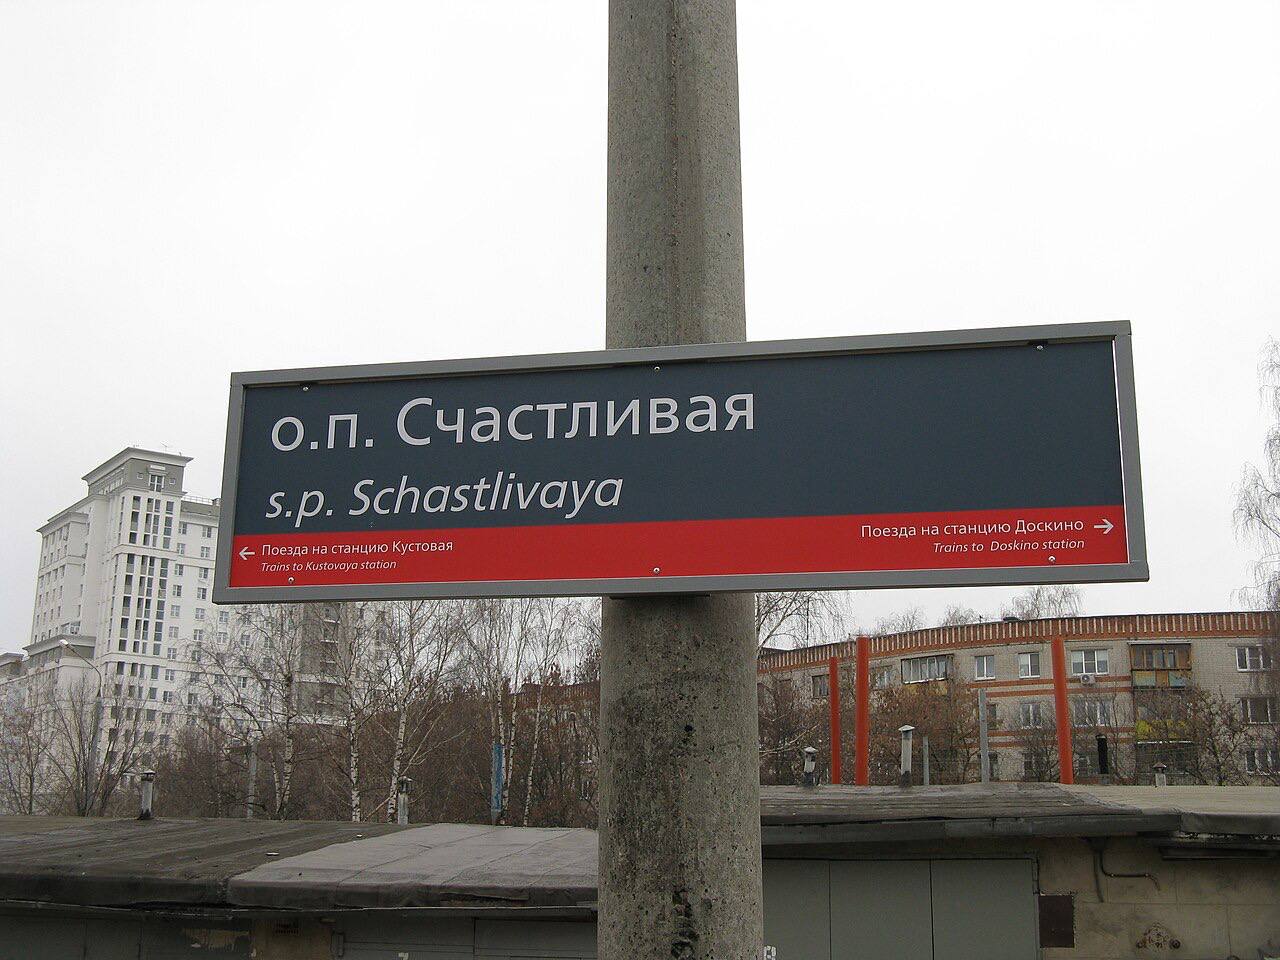 о.п. Счастливая
s.p. Schastlivaya
← Поезда на станцию Кустовая
Trains to Kustovaya station
Поезда на станцию Доскино →
Trains to Doskino station